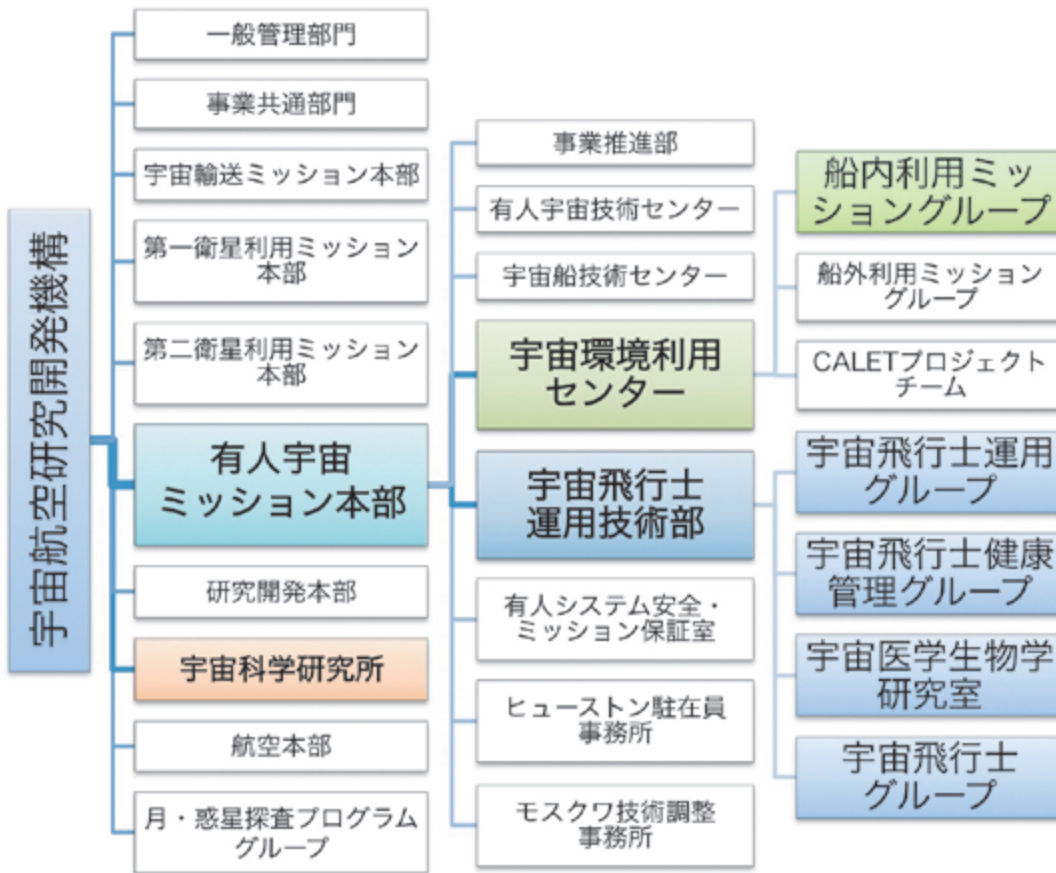 宇宙航空研究開発機構
一般管理部門
事業共通部門
宇宙輸送ミッション本部
第一衛星利用ミッション
本部
第二衛星利用ミッション
本部
有人宇宙
ミッション本部
研究開発本部
宇宙科学研究所
航空本部
月・惑星探査プログラム
グループ
事業推進部
有人宇宙技術センター
宇宙船技術センター
宇宙環境利用
センター
宇宙飛行士
運用技術部
有人システム安全・
ミッション保証室
ヒューストン駐在員
事務所
モスクワ技術調整
事務所
船内利用ミッ
ショングループ
船外利用ミッション
グループ
CALETプロジェクト
チーム
宇宙飛行士運用
グループ
宇宙飛行士健康
管理グループ
宇宙医学生物学
研究室
宇宙飛行士
グループ